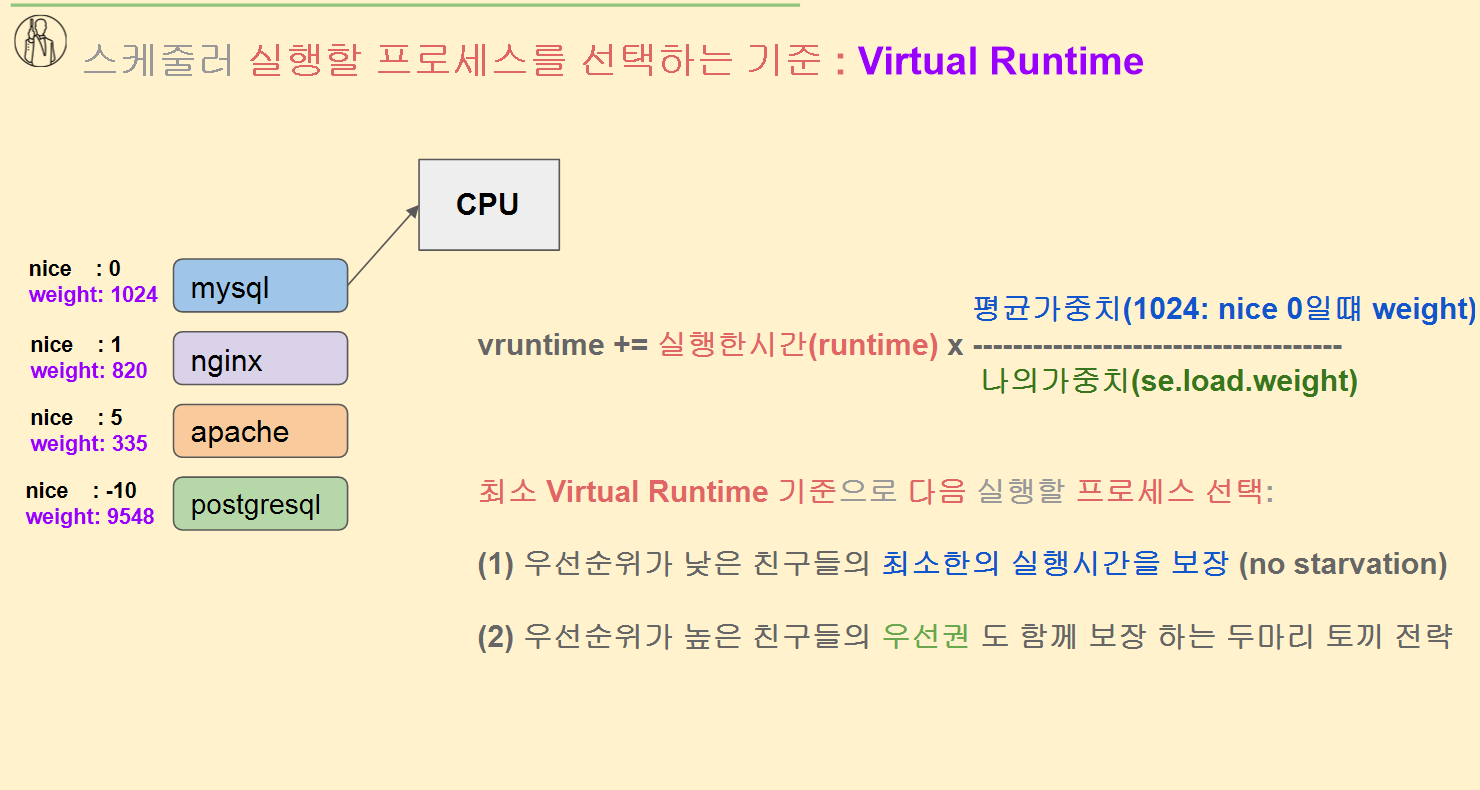 스케줄러 실행할 프로세스를 선택하는 기준 : Virtual Runtime
CPU
nice : 0
weight: 1024
mysql
nice : 1
weight: 820
nginx
nice : 5
weight: 335
apache
nice : -10
weight: 9548
postgresql
평균가중치(1024: nice 0일떄 weight)
vruntime += 실행한시간(runtime) x -------------------------------------
나의가중치(se.load.weight)
최소 Virtual Runtime 기준으로 다음 실행할 프로세스 선택:
(1) 우선순위가 낮은 친구들의 최소한의 실행시간을 보장 (no starvation)
(2) 우선순위가 높은 친구들의 우선권 도 함께 보장 하는 두마리 토끼 전략